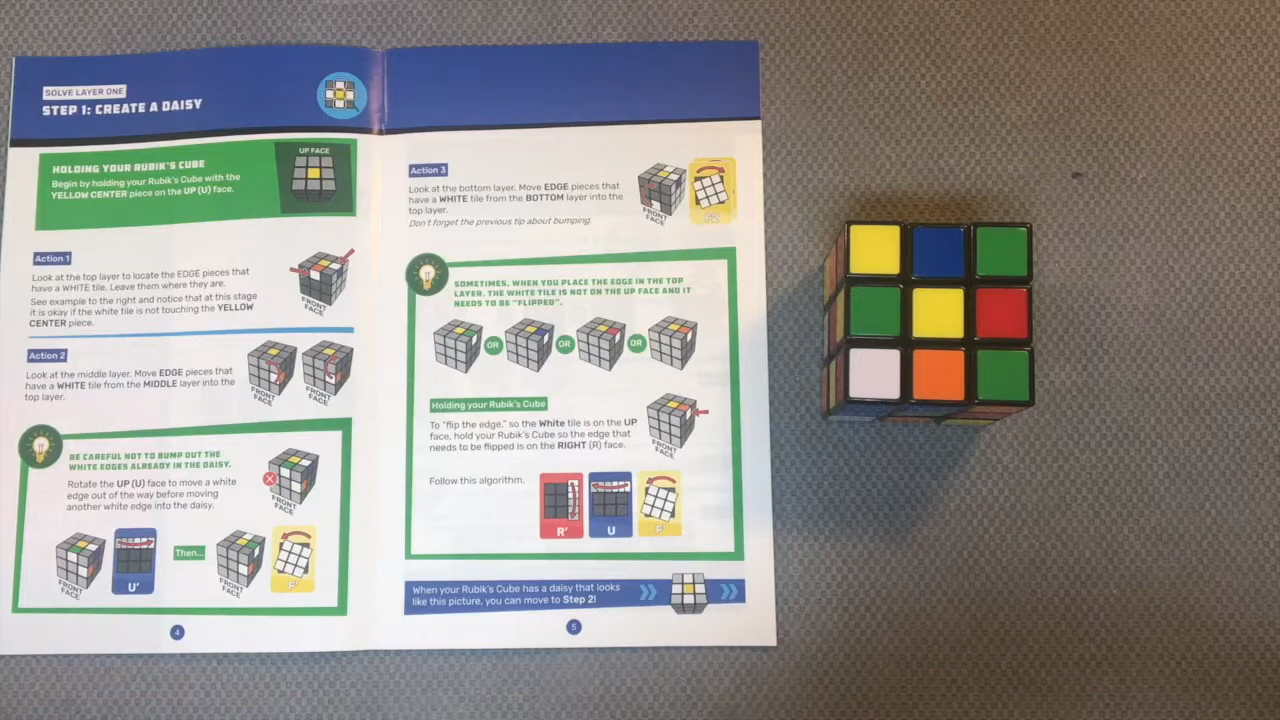 SOLVE LAYER ONE
STEP 1: CREATE A DAISY
HOLDING YOUR RUBIK'S CUBE
Begin by holding your Rubik's Cube with the
YELLOW CENTER piece on the UP (U) face.
UP FACE
Action 1
Look at the top layer to locate the EDGE pieces that
have a WHITE tile. Leave them where they are.
See example to the right and notice that at this stage
it is okay if the white tile is not touching the YELLOW
CENTER piece.
FRONT
FACE
Action 2
Look at the middle layer. Move EDGE pieces that
have a WHITE tile from the MIDDLE layer into the
top layer.
FRONT
FACE
FRONT
FACE
BE CAREFUL NOT TO BUMP OUT THE
WHITE EDGES ALREADY IN THE DAISY.
Rotate the UP (U) face to move a white
edge out of the way before moving
another white edge into the daisy.
FRONT
FACE
FRONT
FACE
U'
Then...
FRONT
FACE
F'
4
Action 3
Look at the bottom layer. Move EDGE pieces that
have a WHITE tile from the BOTTOM layer into the
top layer.
Don't forget the previous tip about bumping.
FRONT
FACE
F2
SOMETIMES, WHEN YOU PLACE THE EDGE IN THE TOP
LAYER, THE WHITE TILE IS NOT ON THE UP FACE AND IT
NEEDS TO BE "FLIPPED".
OR
OR
OR
Holding your Rubik's Cube
To "flip the edge," so the White tile is on the UP
face, hold your Rubik's Cube so the edge that
needs to be flipped is on the RIGHT (R) face.
FRONT
FACE
Follow this algorithm.
R'
U
F'
When your Rubik's Cube has a daisy that looks
like this picture, you can move to Step 2!
5